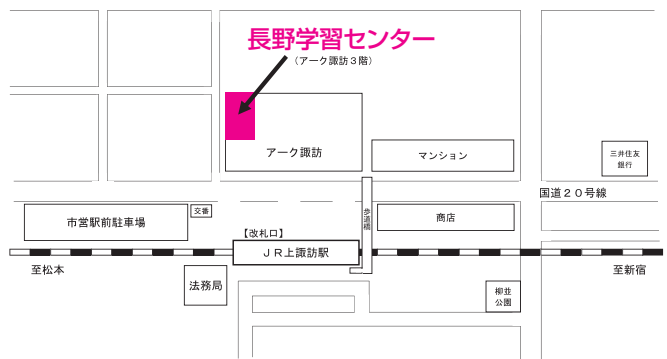 長野学習センター
(アーク諏訪3階)
アーク諏訪
マンション
三井住友
銀行
国道20号線
市営駅前駐車場
交番
歩道橋
商店
【改札口】
JR上諏訪駅
至松本
至新宿
法務局
柳並
公園